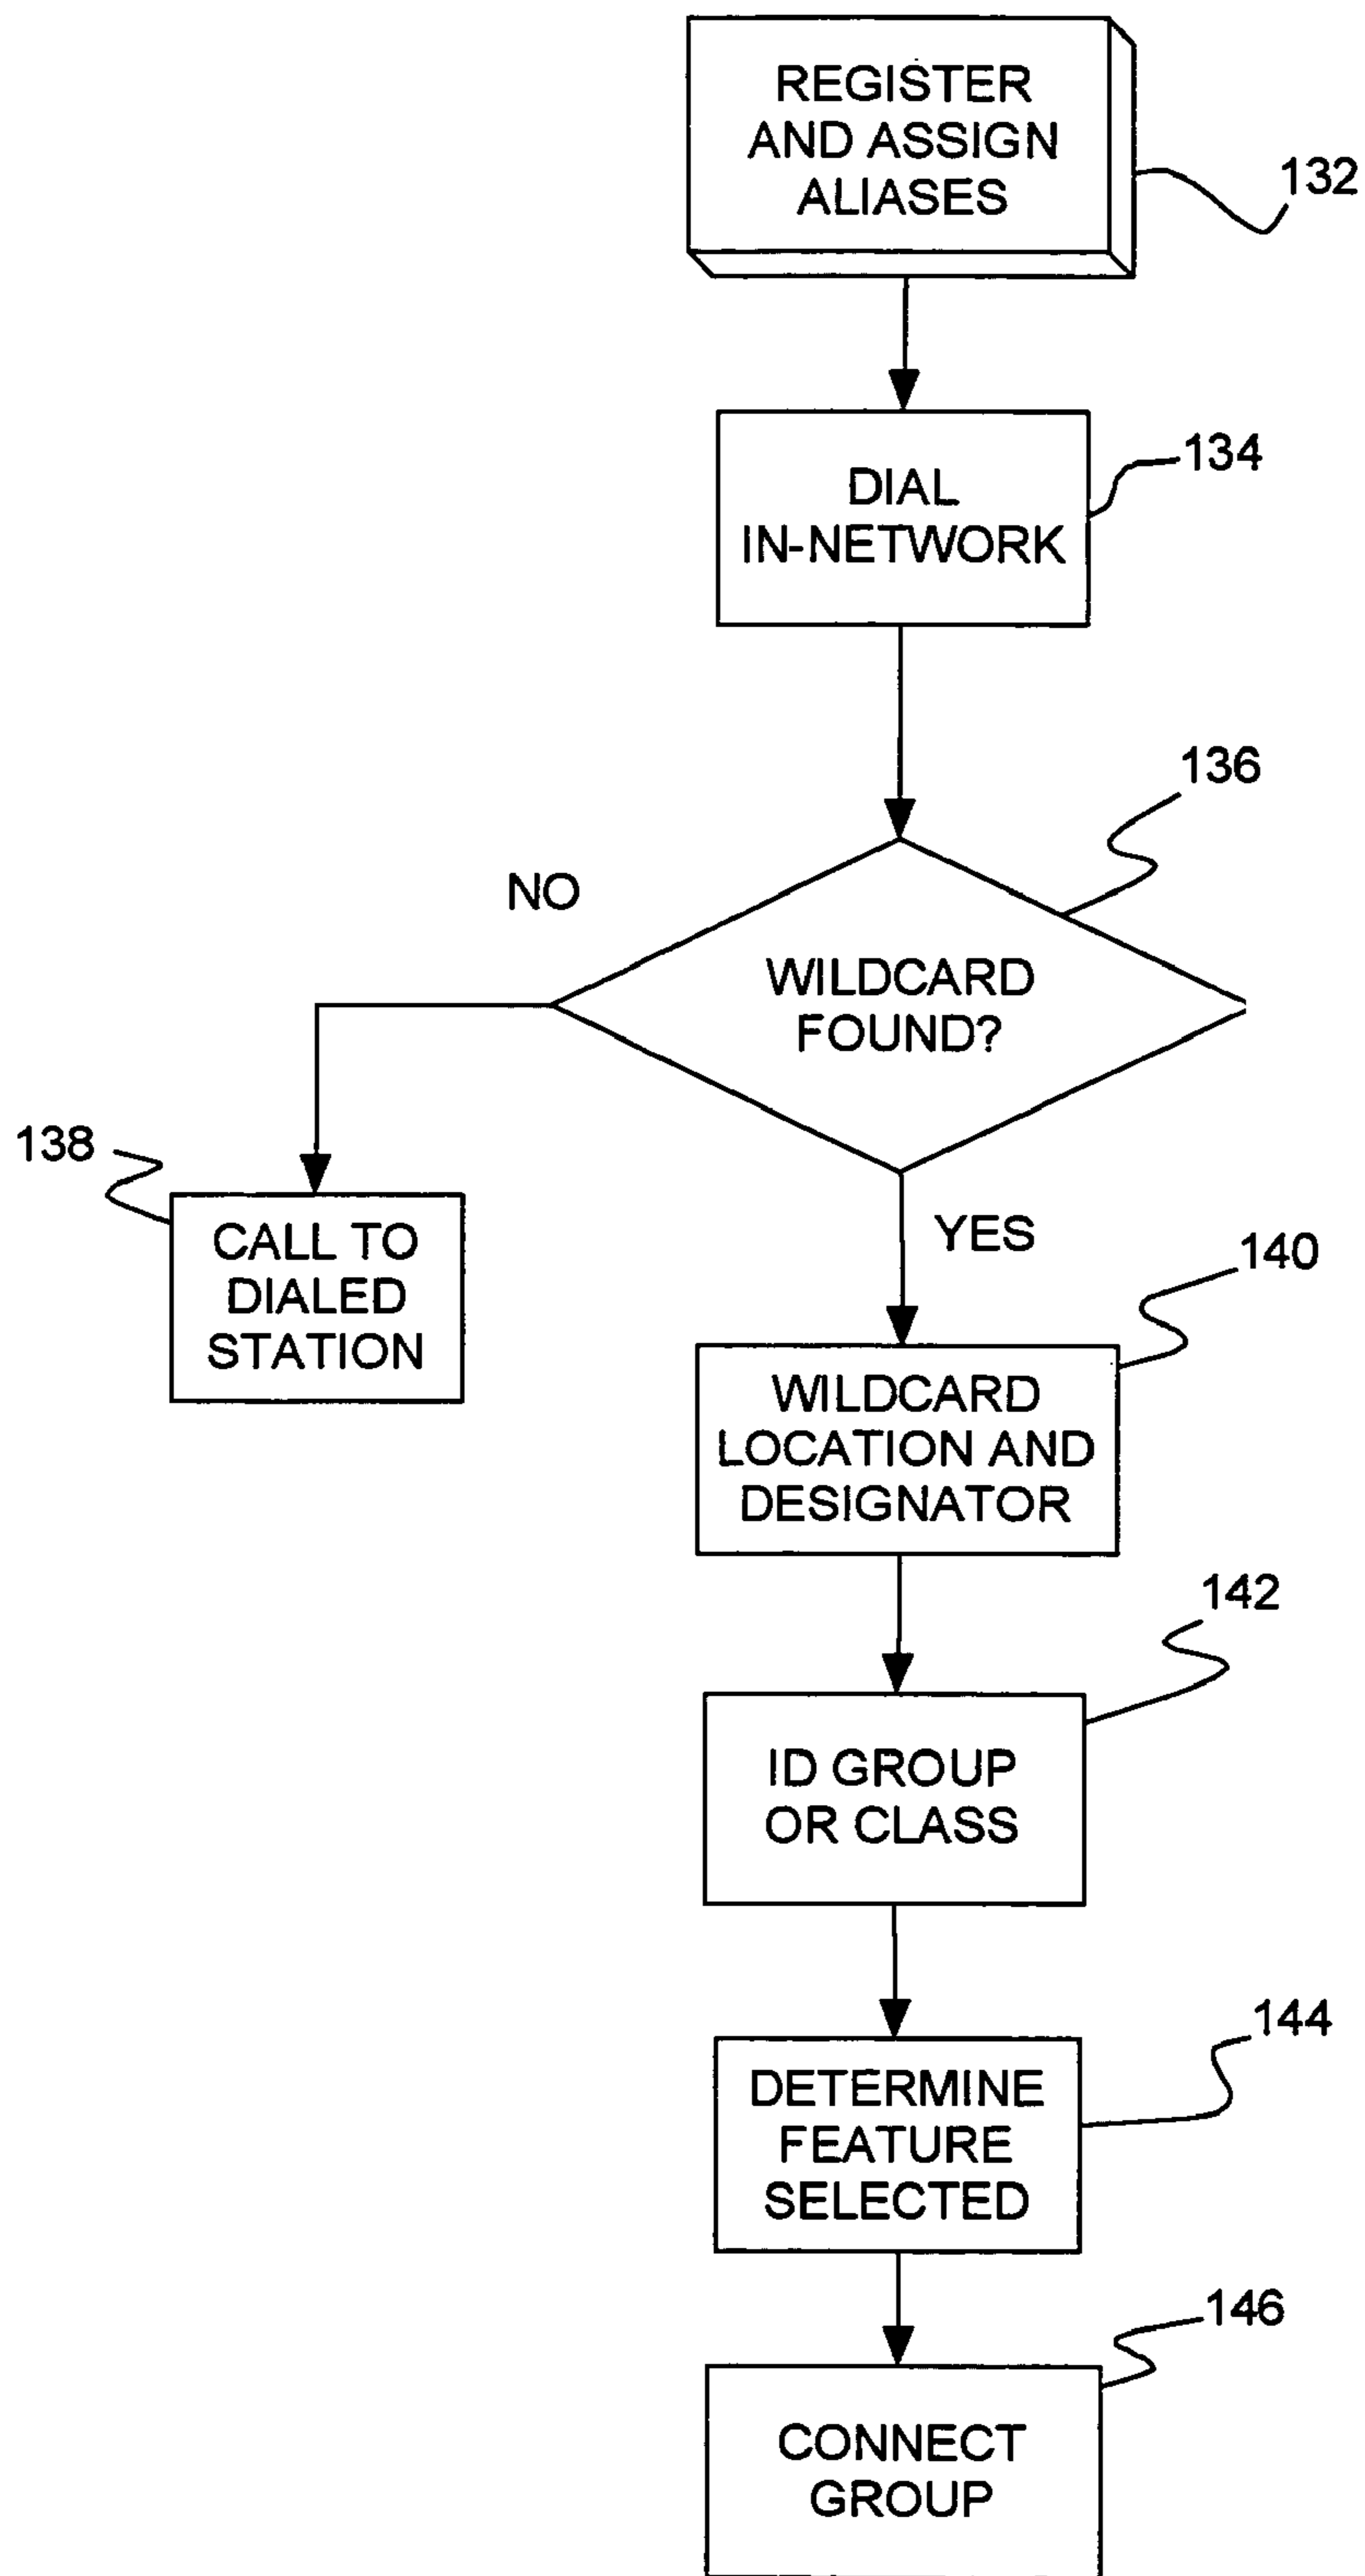 REGISTER
AND ASSIGN
ALIASES
132
DIAL
IN-NETWORK
134
136
NO
WILDCARD
FOUND?
138
CALL TO
DIALED
STATION
YES
140
WILDCARD
LOCATION AND
DESIGNATOR
142
ID GROUP
OR CLASS
144
DETERMINE
FEATURE
SELECTED
146
CONNECT
GROUP